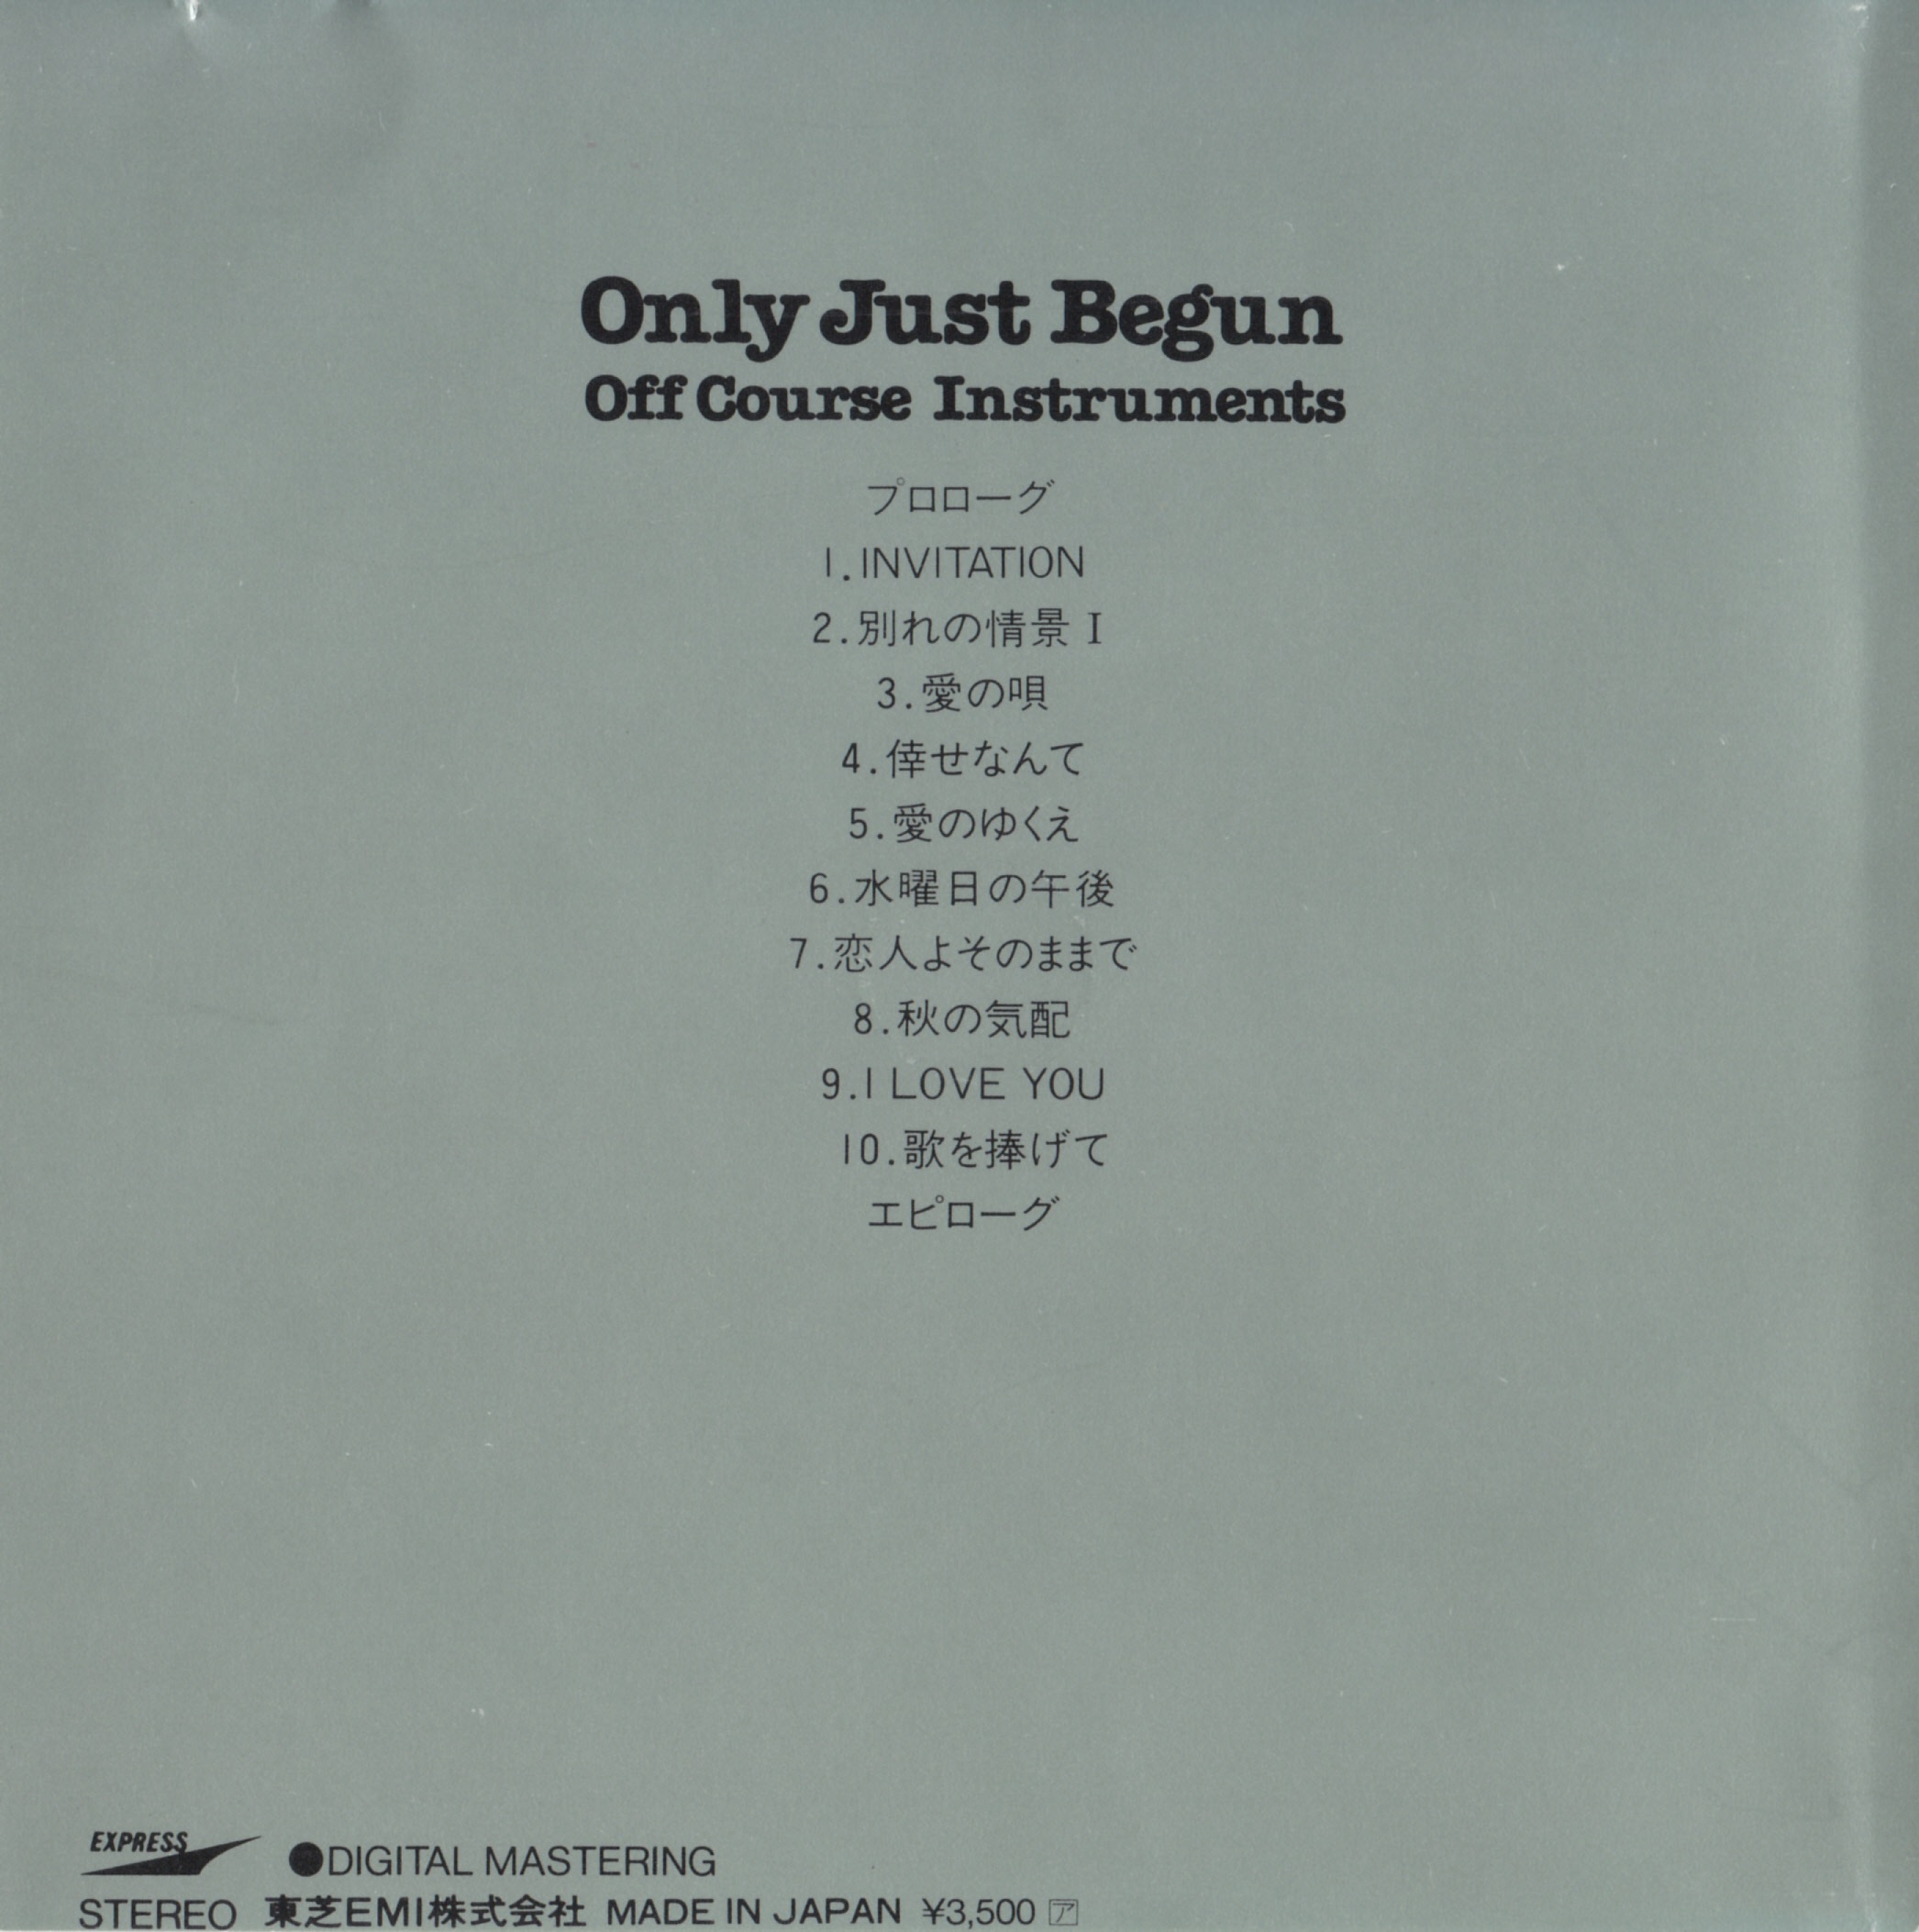 Only Just Begun
Off Course Instruments
プロローグ
1.INVITATION
2.別れの情景 I
3.愛の唄
4.倖せなんて
5.愛のゆくえ
6.水曜日の午後
7.恋人よそのままで
8.秋の気配
9.I LOVE YOU
10.歌を捧げて
エピローグ
EXPRESS
●DIGITAL MASTERING
STEREO 東芝EMI株式会社 MADE IN JAPAN ¥3,500 ア